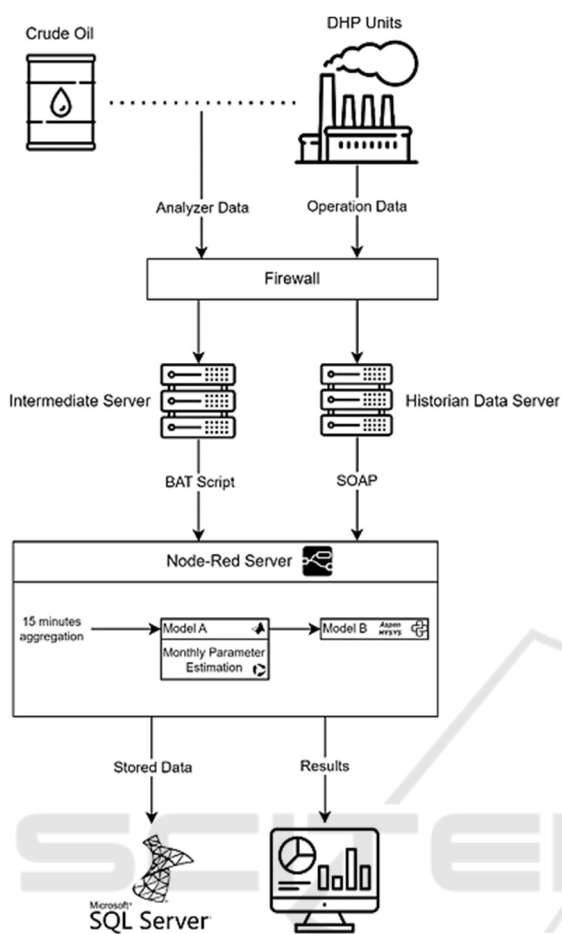 Crude Oil
DHP Units
Analyzer Data
Operation Data
Firewall
Intermediate Server
Historian Data Server
BAT Script
SOAP
Node-Red Server
15 minutes
aggregation
Model A
Monthly Parameter
Estimation
Model B
Aspen
HYSYS
Stored Data
Results
SCITE
Microsoft®
SQL Server